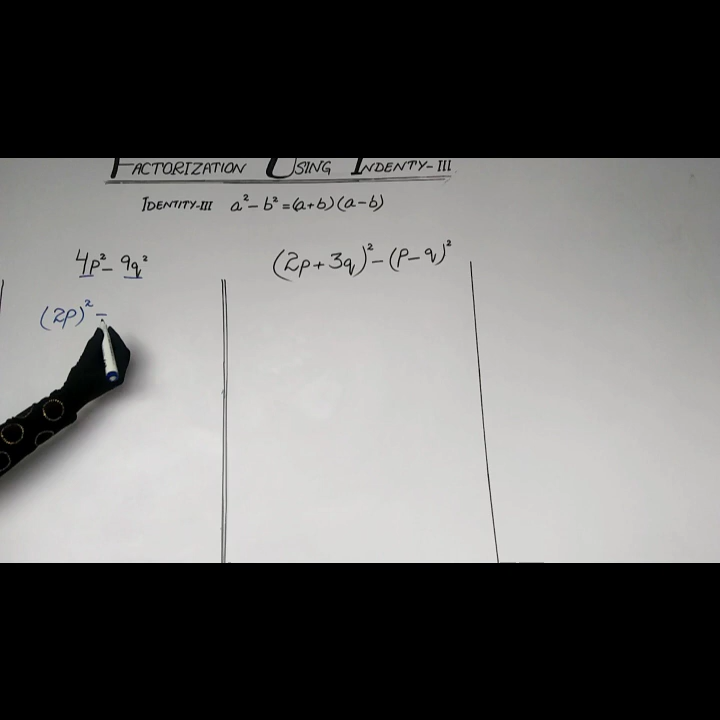 FACTORIZATION USING INDENTY-III
IDENTITY-III a²-b²=(a+b)(a-b)
4p²-9q²
(2p)²-
(2p+3q)²-(p-q)²